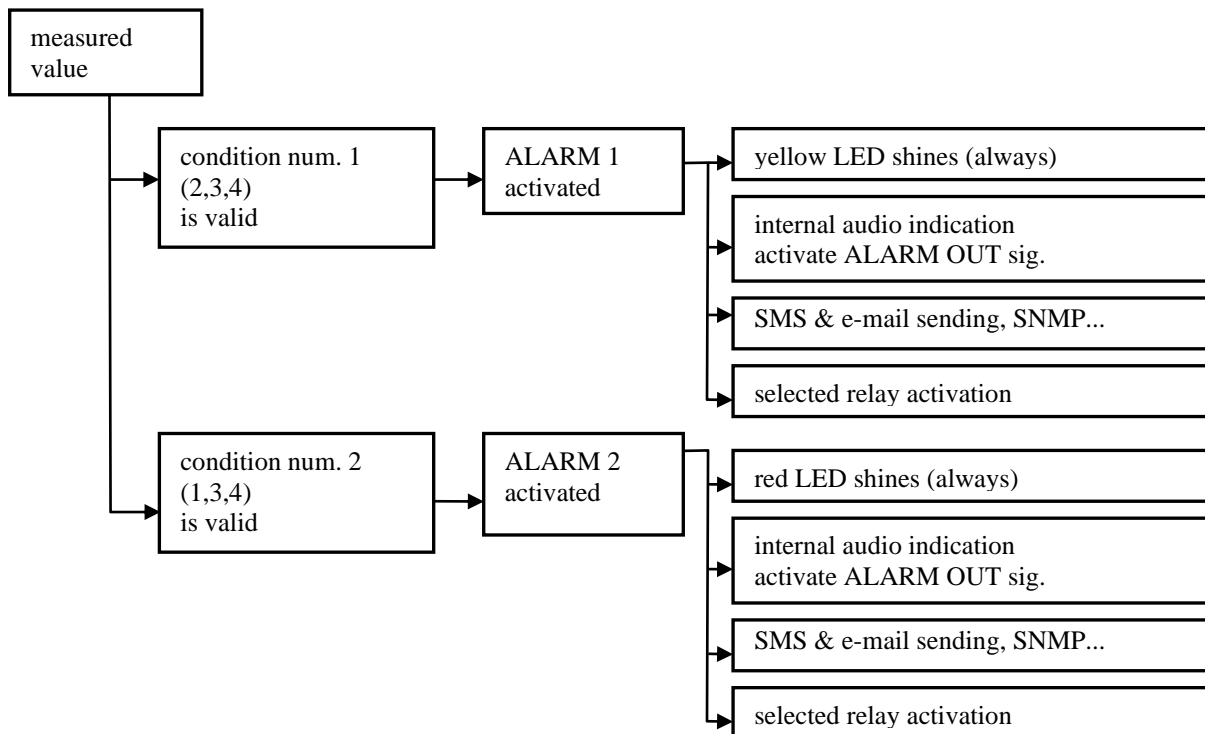 measured
value
condition num. 1
(2,3,4)
is valid
ALARM 1
activated
yellow LED shines (always)
internal audio indication
activate ALARM OUT sig.
SMS & e-mail sending, SNMP...
selected relay activation
condition num. 2
(1,3,4)
is valid
ALARM 2
activated
red LED shines (always)
internal audio indication
activate ALARM OUT sig.
SMS & e-mail sending, SNMP...
selected relay activation